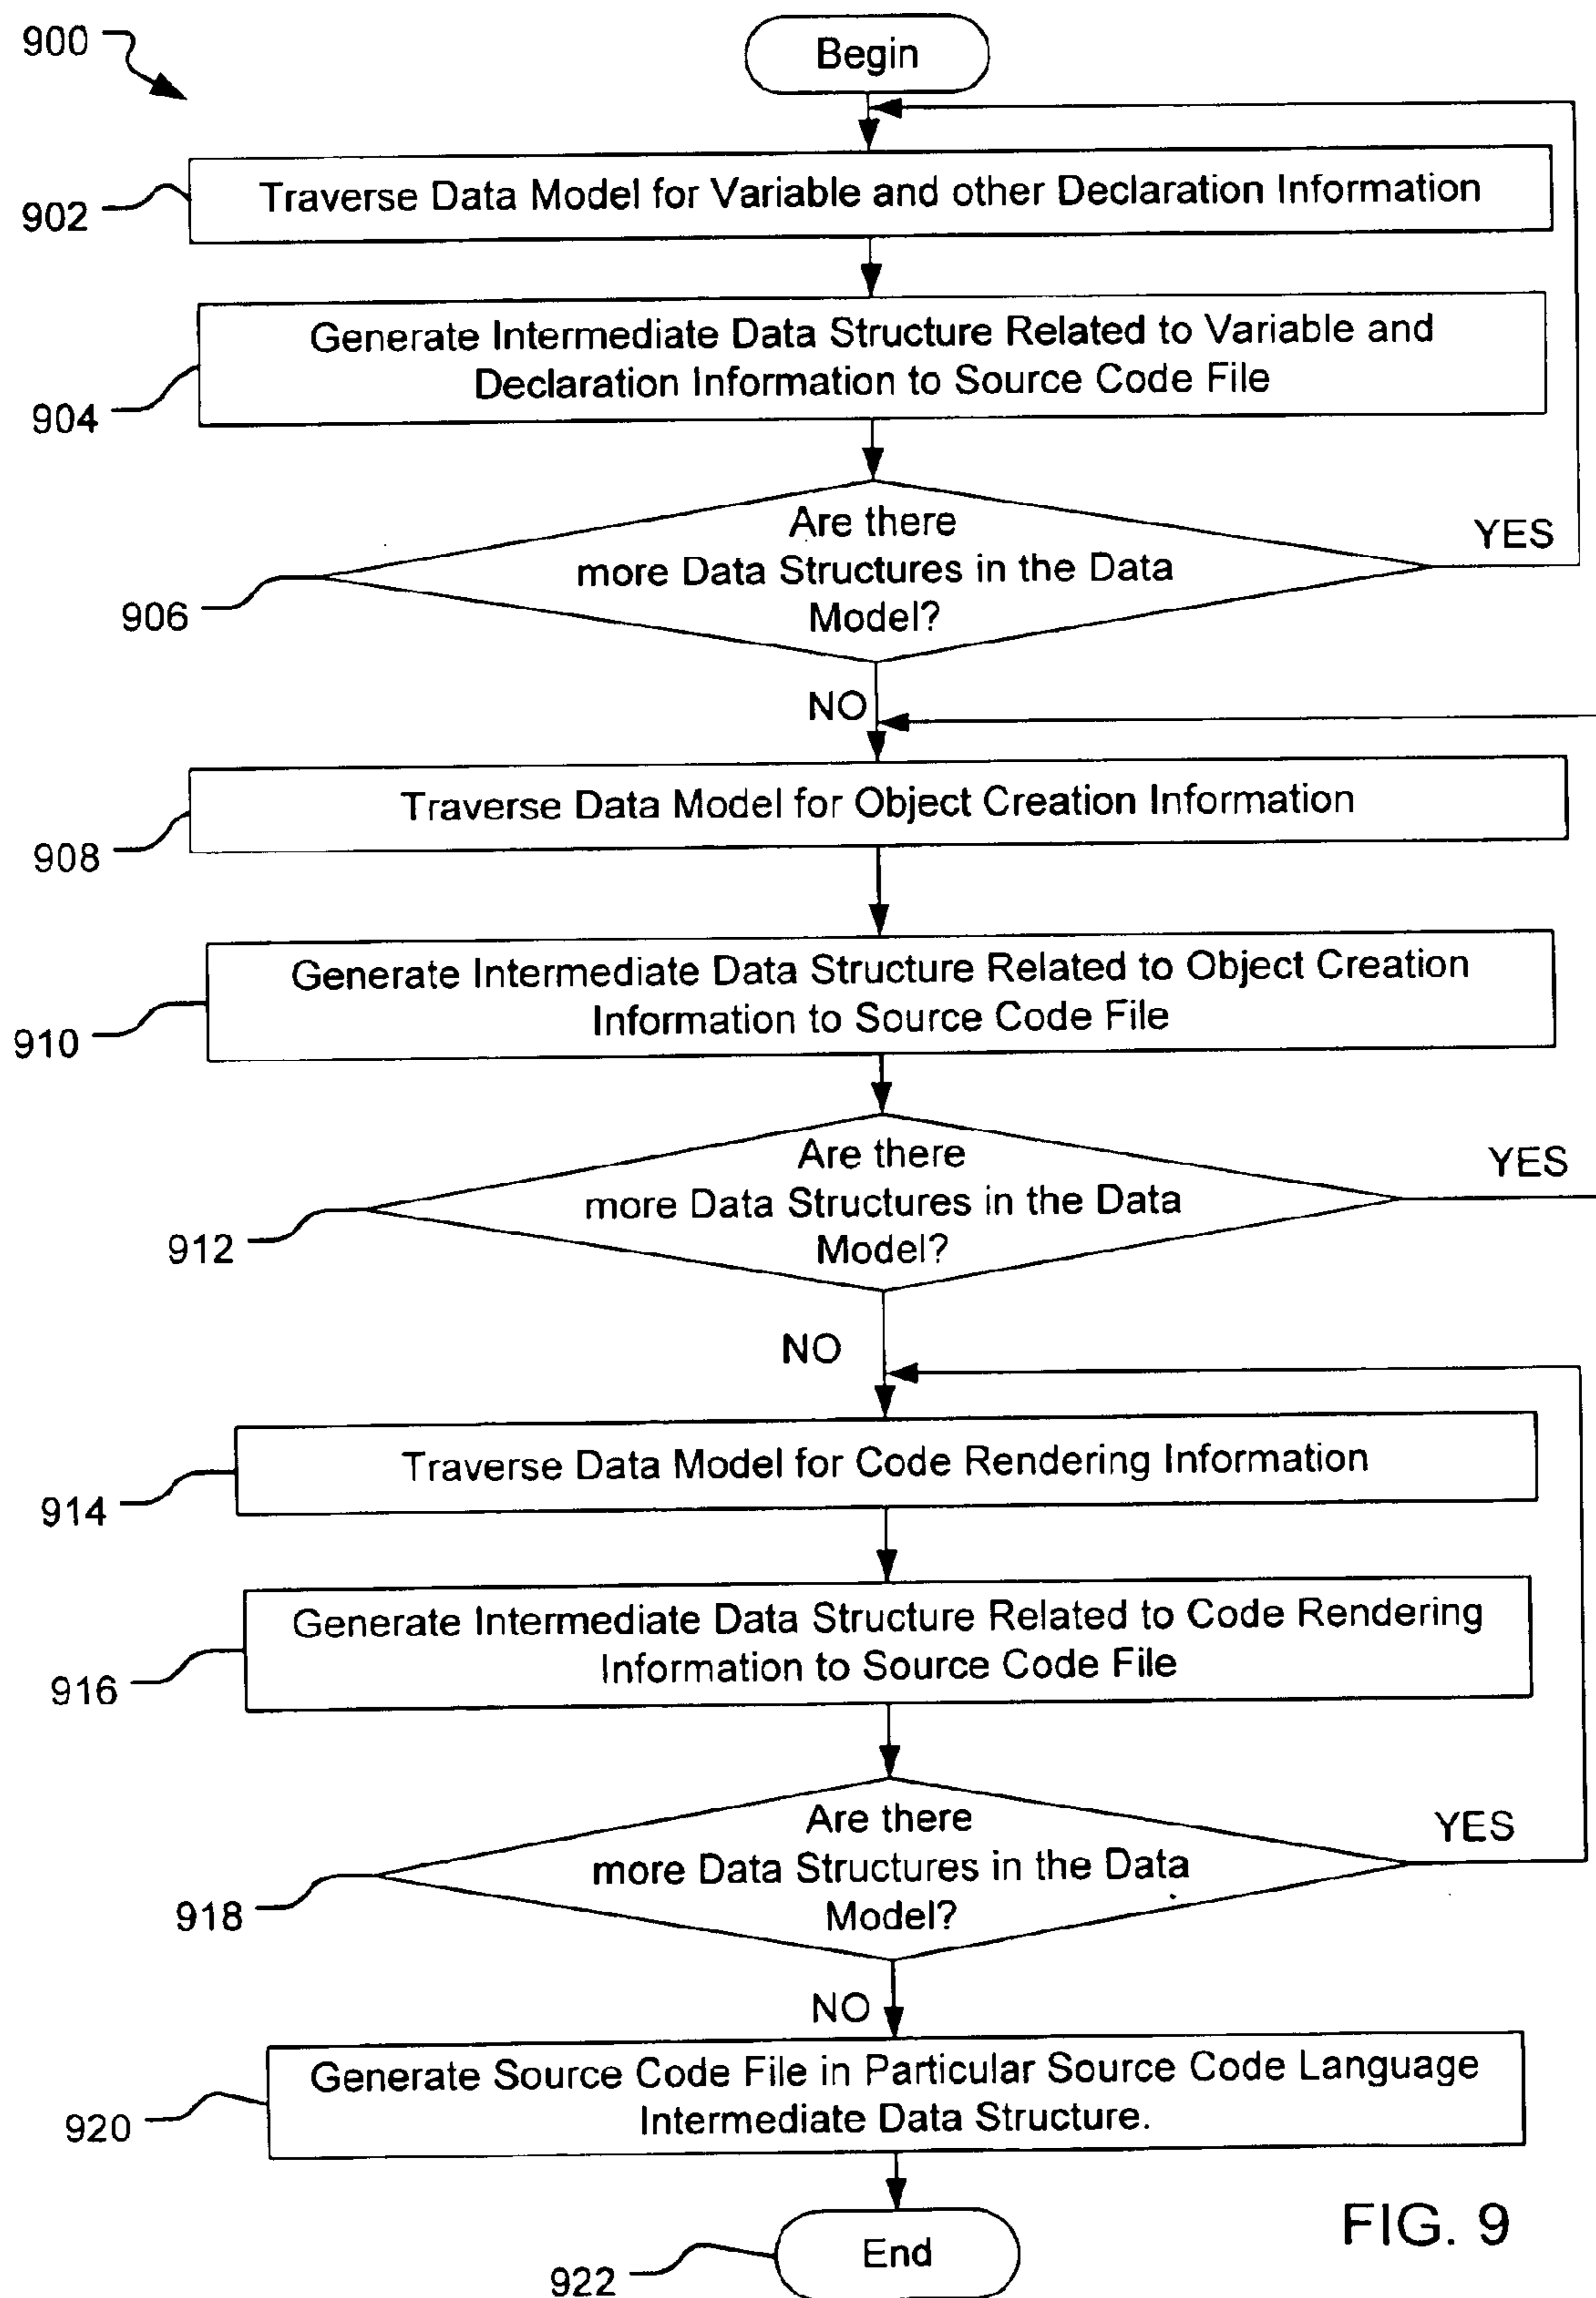 900
Begin
902
Traverse Data Model for Variable and other Declaration Information
Generate Intermediate Data Structure Related to Variable and
Declaration Information to Source Code File
904
Are there
more Data Structures in the Data
Model?
YES
906
NO
Traverse Data Model for Object Creation Information
908
Generate Intermediate Data Structure Related to Object Creation
Information to Source Code File
910
Are there
more Data Structures in the Data
Model?
YES
912
NO
Traverse Data Model for Code Rendering Information
914
Generate Intermediate Data Structure Related to Code Rendering
Information to Source Code File
916
Are there
more Data Structures in the Data
Model?
YES
918
NO
Generate Source Code File in Particular Source Code Language
Intermediate Data Structure.
920
End
922
FIG. 9